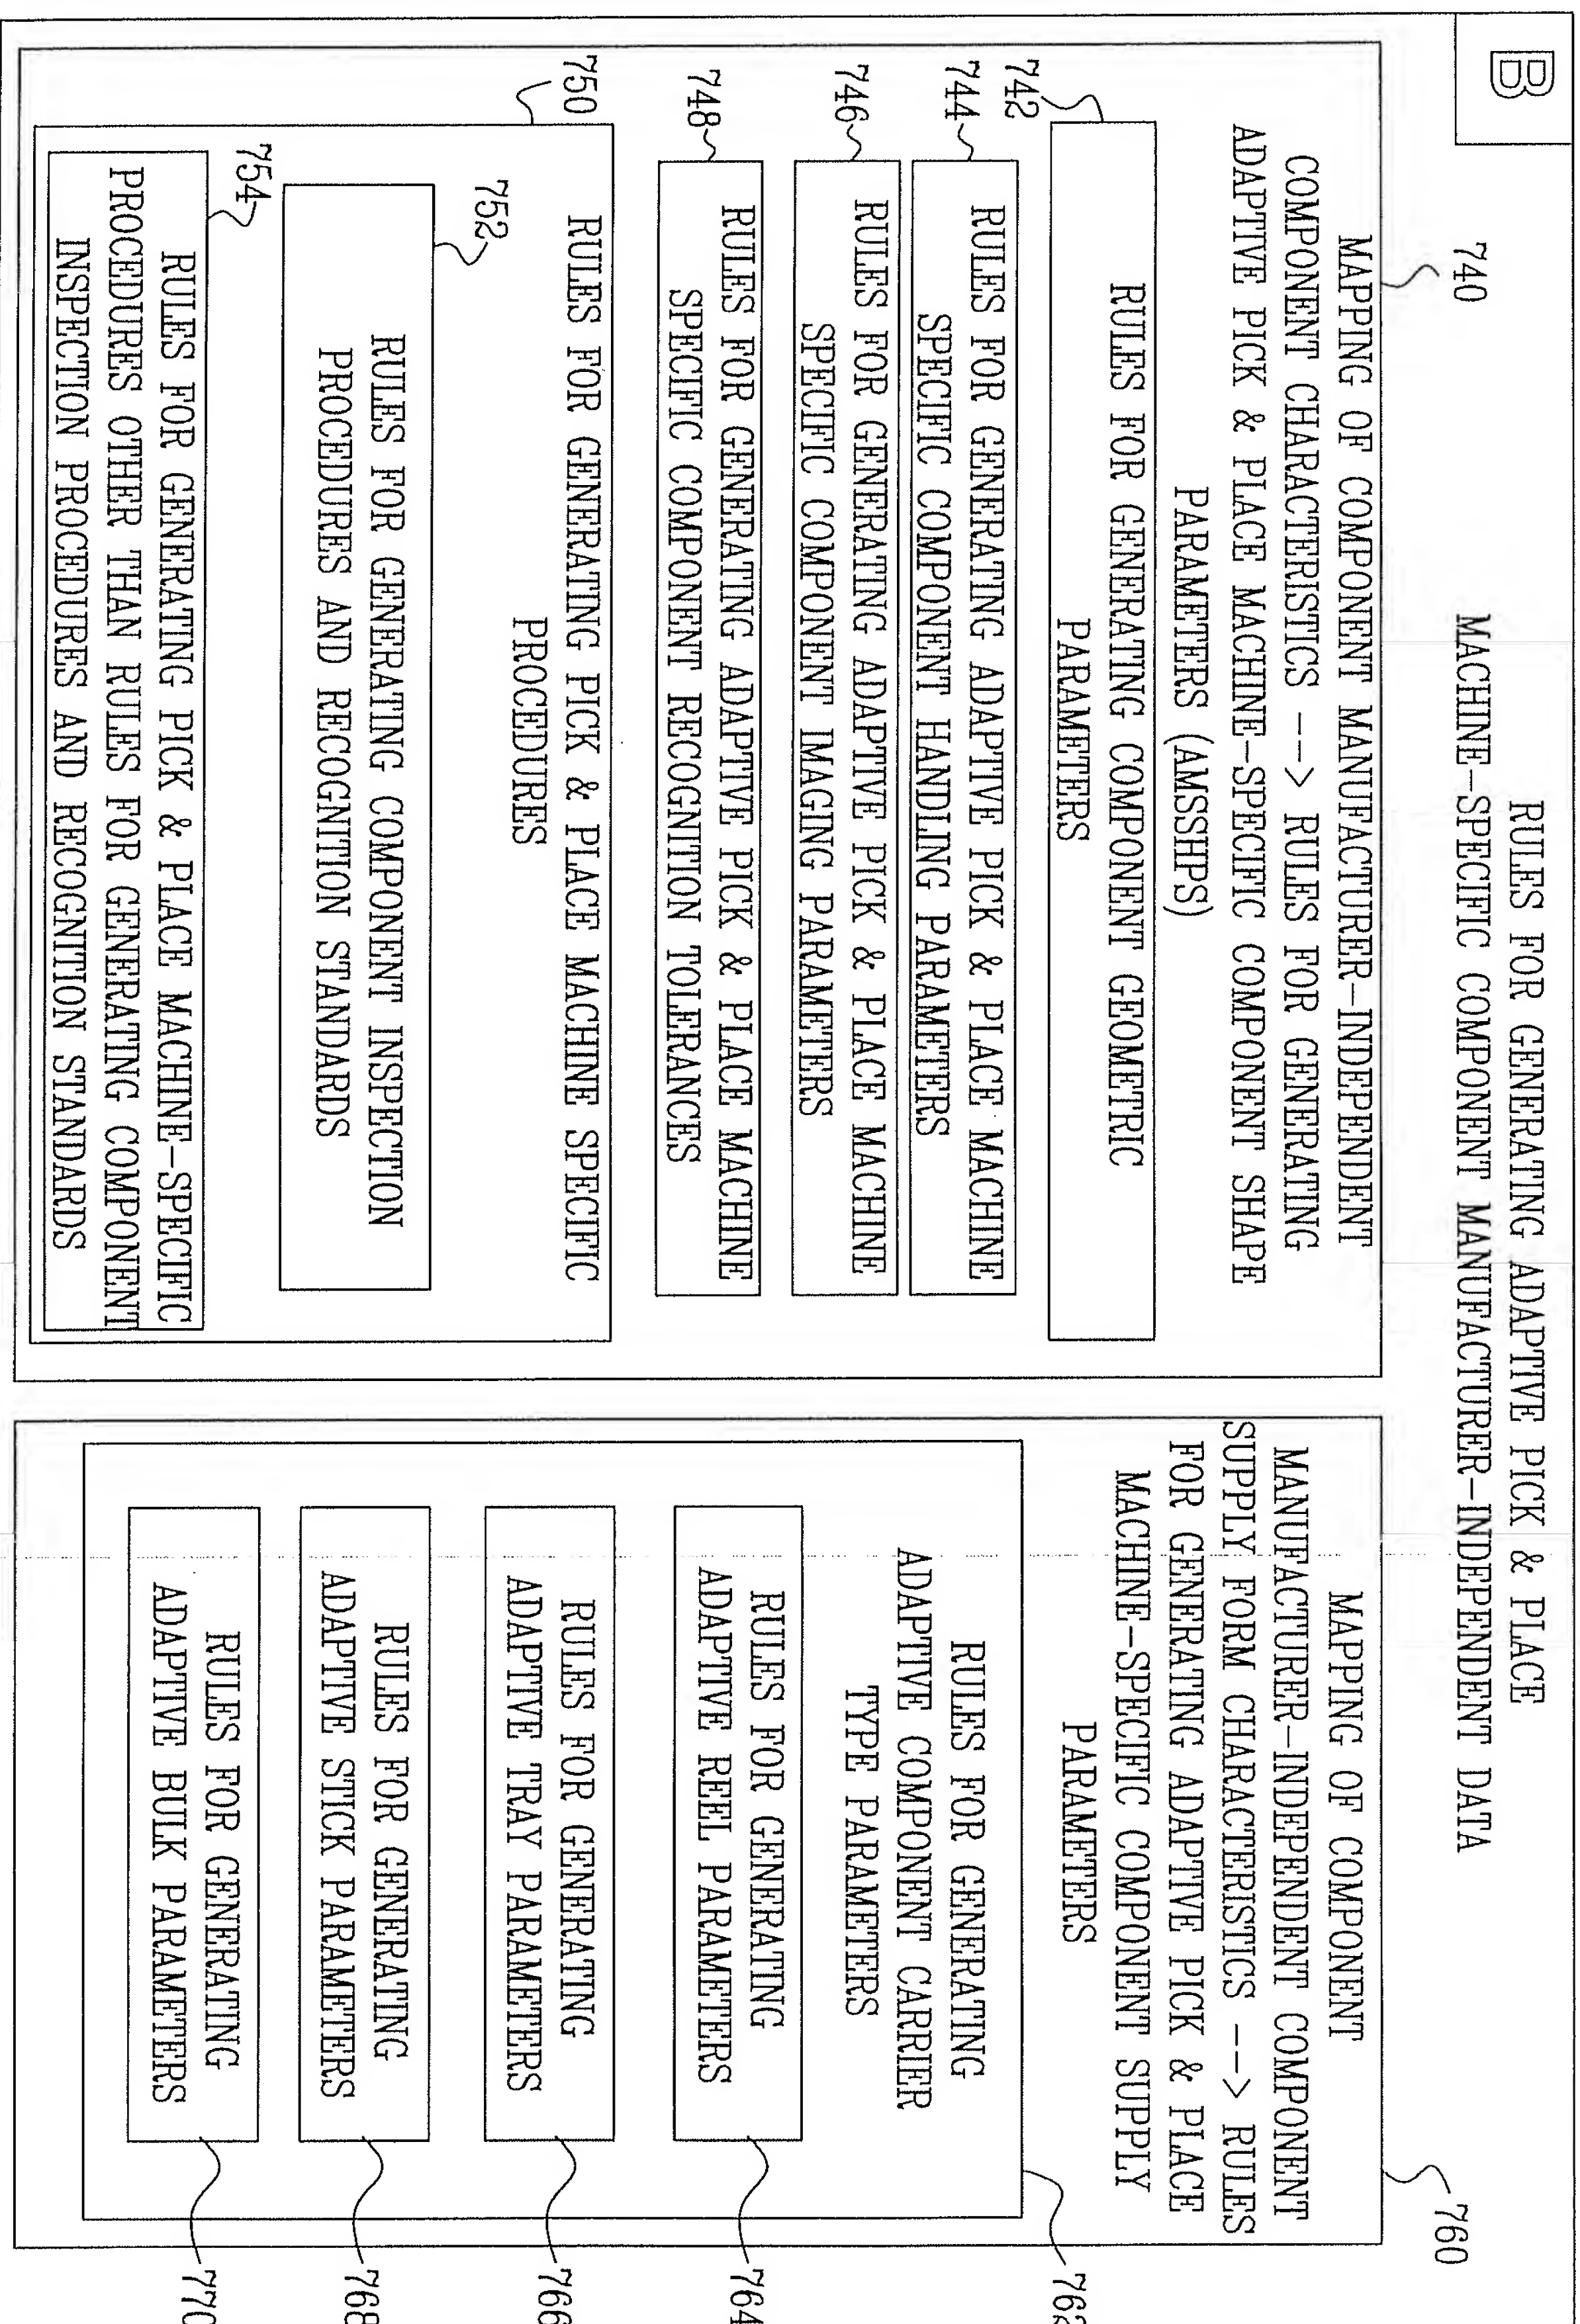 B
RULES FOR GENERATING ADAPTIVE PICK & PLACE
MACHINE-SPECIFIC COMPONENT MANUFACTURER-INDEPENDENT DATA
740
MAPPING OF COMPONENT MANUFACTURER-INDEPENDENT
COMPONENT CHARACTERISTICS --> RULES FOR GENERATING
ADAPTIVE PICK & PLACE MACHINE-SPECIFIC COMPONENT SHAPE
PARAMETERS (AMSSHPS)
742
RULES FOR GENERATING COMPONENT GEOMETRIC
PARAMETERS
744
RULES FOR GENERATING ADAPTIVE PICK & PLACE MACHINE
SPECIFIC COMPONENT HANDLING PARAMETERS
746
RULES FOR GENERATING ADAPTIVE PICK & PLACE MACHINE
SPECIFIC COMPONENT IMAGING PARAMETERS
748
RULES FOR GENERATING ADAPTIVE PICK & PLACE MACHINE
SPECIFIC COMPONENT RECOGNITION TOLERANCES
750
RULES FOR GENERATING PICK & PLACE MACHINE SPECIFIC
PROCEDURES
752
RULES FOR GENERATING COMPONENT INSPECTION
PROCEDURES AND RECOGNITION STANDARDS
754
RULES FOR GENERATING PICK & PLACE MACHINE-SPECIFIC
PROCEDURES OTHER THAN RULES FOR GENERATING COMPONENT
INSPECTION PROCEDURES AND RECOGNITION STANDARDS
760
MAPPING OF COMPONENT
MANUFACTURER-INDEPENDENT COMPONENT
SUPPLY FORM CHARACTERISTICS --> RULES
FOR GENERATING ADAPTIVE PICK & PLACE
MACHINE-SPECIFIC COMPONENT SUPPLY
PARAMETERS
762
RULES FOR GENERATING
ADAPTIVE COMPONENT CARRIER
TYPE PARAMETERS
RULES FOR GENERATING
ADAPTIVE REEL PARAMETERS
764
RULES FOR GENERATING
ADAPTIVE TRAY PARAMETERS
766
RULES FOR GENERATING
ADAPTIVE STICK PARAMETERS
768
RULES FOR GENERATING
ADAPTIVE BULK PARAMETERS
770